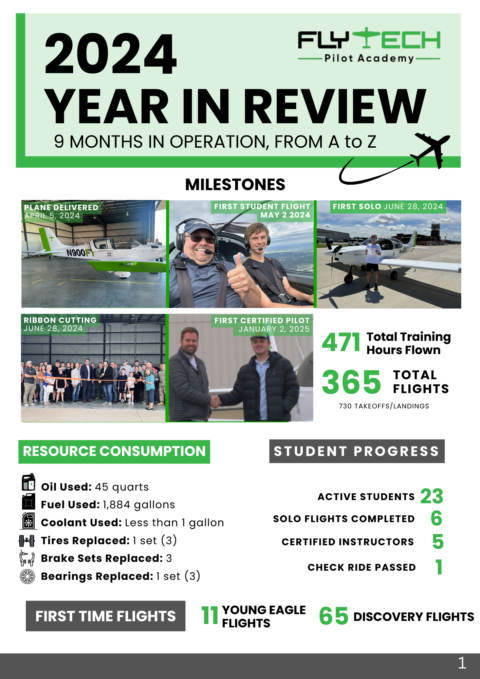 2024
YEAR IN REVIEW
9 MONTHS IN OPERATION, FROM A to Z
FLYTECH
Pilot Academy
MILESTONES
PLANE DELIVERED
APRIL 5, 2024
N900F
FIRST STUDENT FLIGHT
MAY 2 2024
FIRST SOLO JUNE 28, 2024
RIBBON CUTTING
JUNE 28, 2024
FIRST CERTIFIED PILOT
JANUARY 2, 2025
471 Total Training
Hours Flown
365 TOTAL
FLIGHTS
730 TAKEOFFS/LANDINGS
RESOURCE CONSUMPTION
Oil Used: 45 quarts
Fuel Used: 1,884 gallons
Coolant Used: Less than 1 gallon
Tires Replaced: 1 set (3)
Brake Sets Replaced: 3
Bearings Replaced: 1 set (3)
STUDENT PROGRESS
ACTIVE STUDENTS 23
SOLO FLIGHTS COMPLETED 6
CERTIFIED INSTRUCTORS 5
CHECK RIDE PASSED 1
FIRST TIME FLIGHTS
11 YOUNG EAGLE
FLIGHTS
65 DISCOVERY FLIGHTS
1